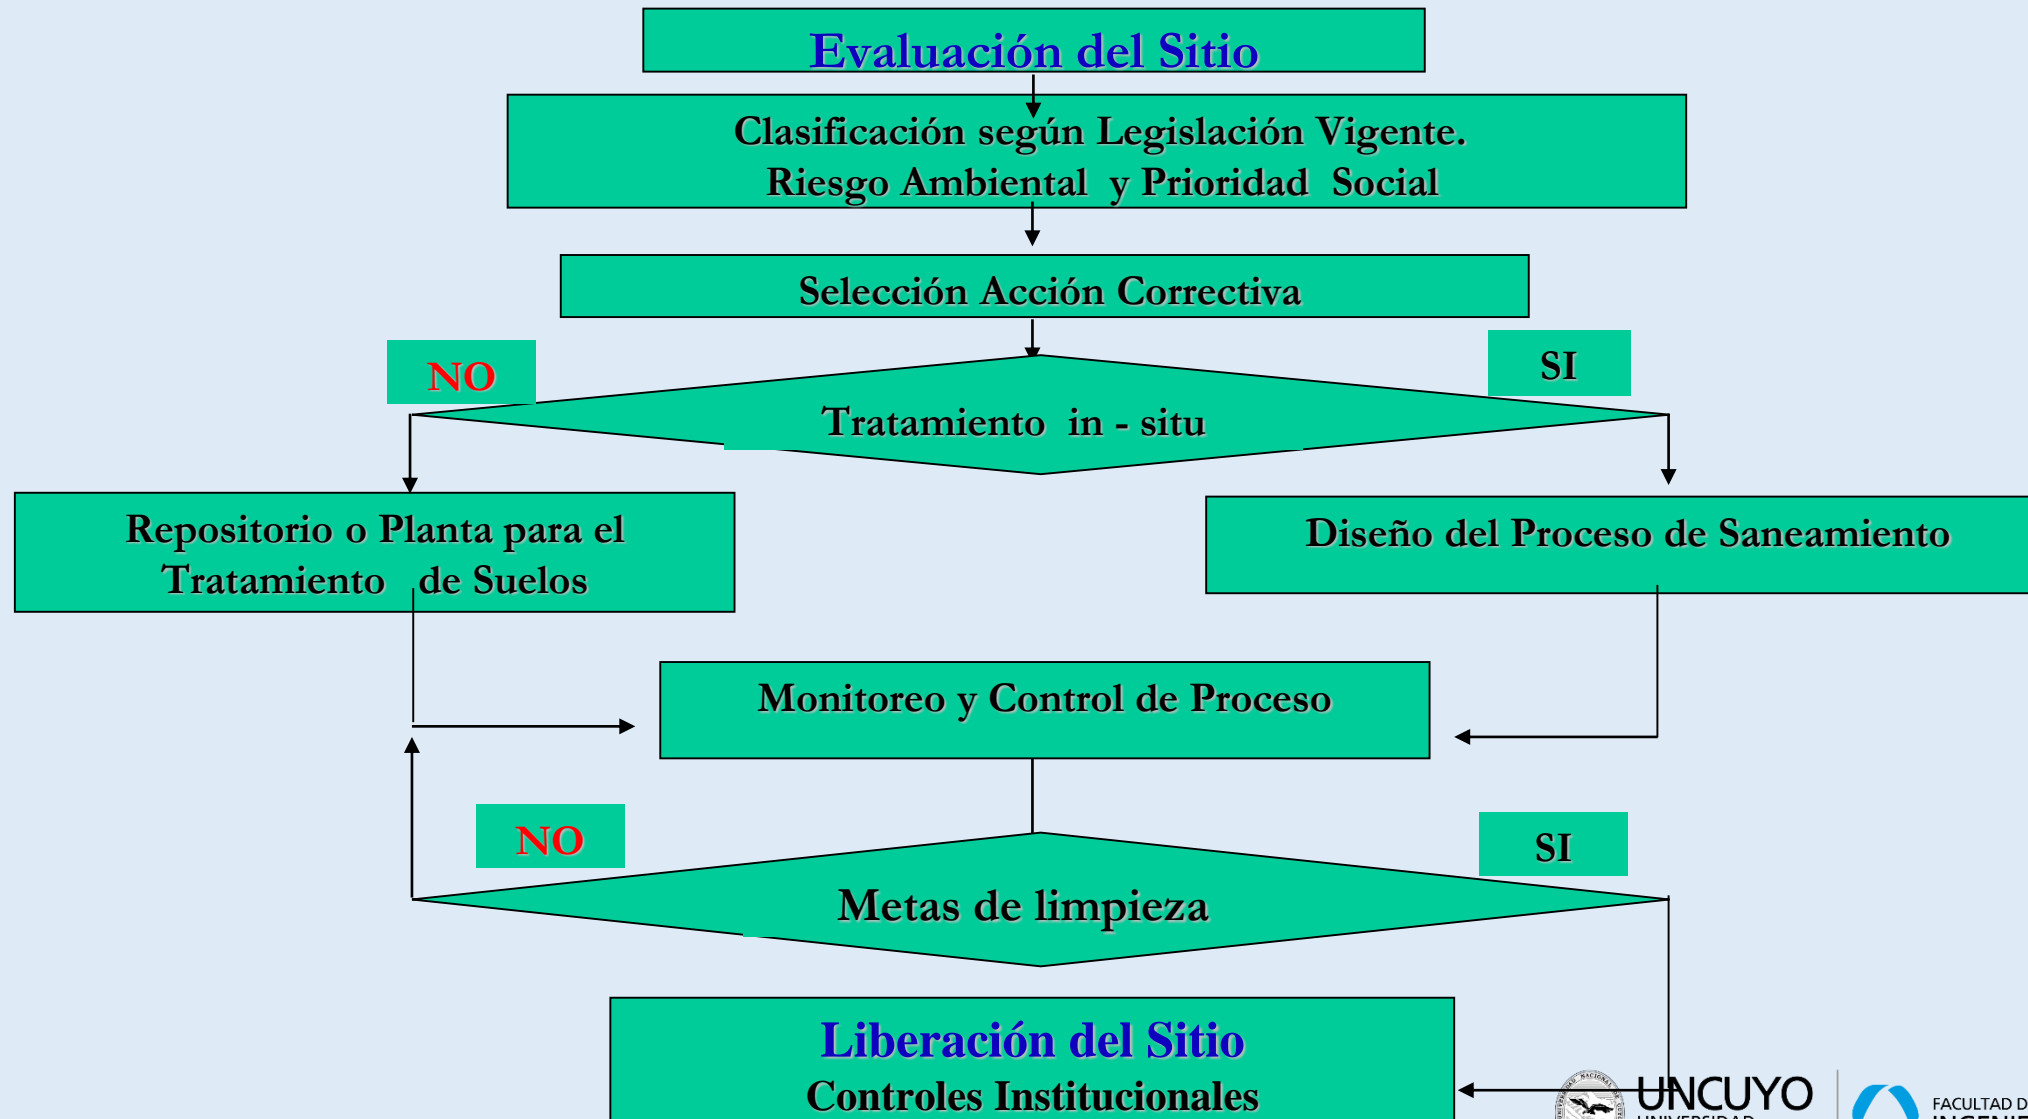 Evaluación del Sitio
Clasificación según Legislación Vigente.
Riesgo Ambiental y Prioridad Social
Selección Acción Correctiva
NO
SI
Tratamiento in - situ
Repositorio o Planta para el
Tratamiento de Suelos
Diseño del Proceso de Saneamiento
Monitoreo y Control de Proceso
NO
SI
Metas de limpieza
Liberación del Sitio
Controles Institucionales
UNCUYO
UNIVERSIDAD
FACULTAD D